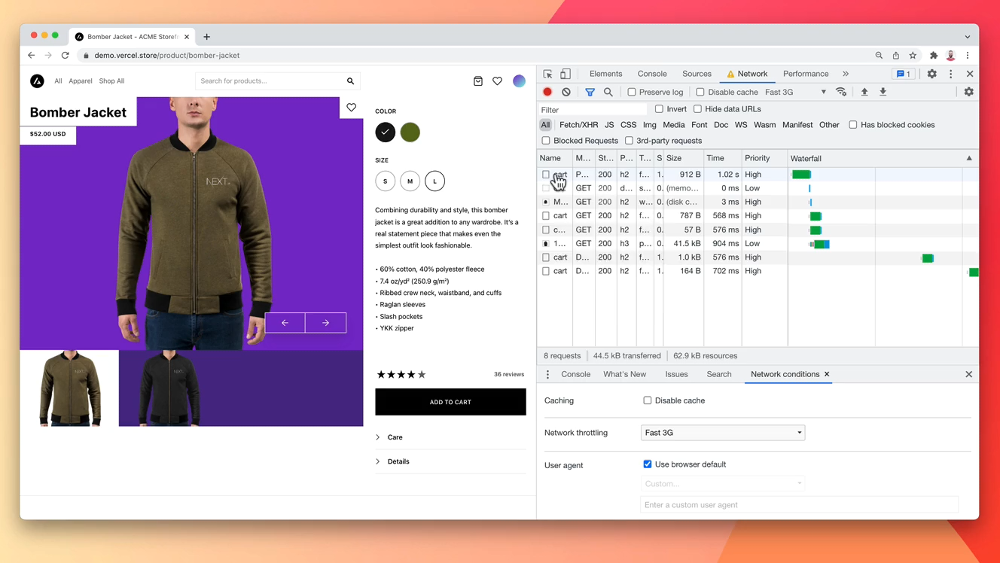 Bomber Jacket - ACME Storefr
demo.vercel.store/product/bomber-jacket
All Apparel Shop All
Search for products...
Bomber Jacket
$52.00 USD
NEXT.
NEXT.
NEXT.
COLOR
SIZE
S M L
Combining durability and style, this bomber
jacket is a great addition to any wardrobe. It's a
real statement piece that makes even the
simplest outfit look fashionable.
• 60% cotton, 40% polyester fleece
• 7.4 oz/yd² (250.9 g/m²)
• Ribbed crew neck, waistband, and cuffs
• Raglan sleeves
• Slash pockets
• YKK zipper
36 reviews
ADD TO CART
Care
Details
Elements Console Sources Network Performance 1
Preserve log Disable cache Fast 3G
Filter Invert Hide data URLs
All Fetch/XHR JS CSS Img Media Font Doc WS Wasm Manifest Other Has blocked cookies
Blocked Requests 3rd-party requests
Name M... St... P... T... S Size Time Priority Waterfall
cart P... 200 h2 f... 1. 912 B 1.02 s High
GET 200 d... s... 0. (memo... 0 ms Low
M... GET 200 h2 w... 0. (disk c... 3 ms High
cart GET 200 h2 f... 0. 787 B 568 ms High
c... GET 200 h2 f... 0. 57 B 576 ms High
1... GET 200 h3 p... 0. 41.5 kB 904 ms Low
cart D... 200 h2 f... 1. 1.0 kB 576 ms High
cart D... 200 h2 f... 1. 164 B 702 ms High
8 requests 44.5 kB transferred 62.9 kB resources
Console What's New Issues Search Network conditions
Caching Disable cache
Network throttling Fast 3G
User agent Use browser default
Custom...
Enter a custom user agent